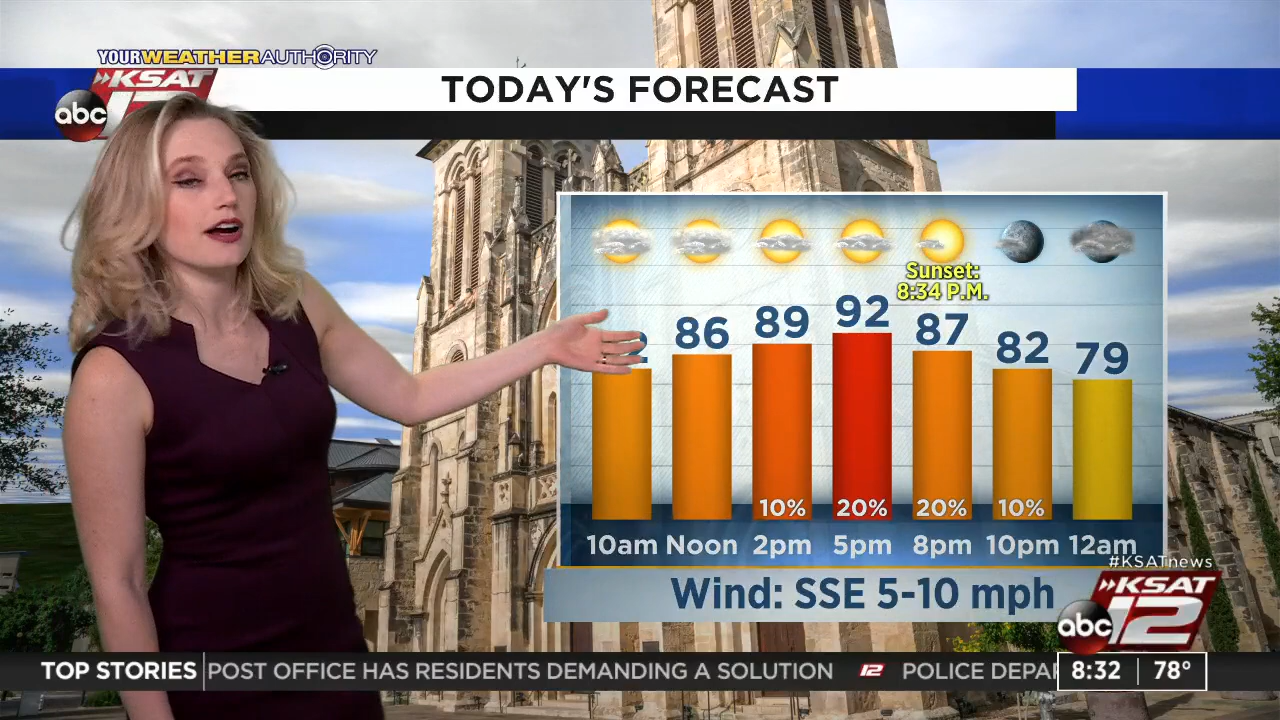 YOUR WEATHER AUTHORITY
KSAT
12
abc
TODAY'S FORECAST
Sunset:
8:34 P.M.
86 89 92 87 82 79
10% 20% 20% 10%
10am Noon 2pm 5pm 8pm 10pm 12am
Wind: SSE 5-10 mph
#KSATnews
KSAT
12
abc
TOP STORIES POST OFFICE HAS RESIDENTS DEMANDING A SOLUTION 12 POLICE DEPA 8:32 78°